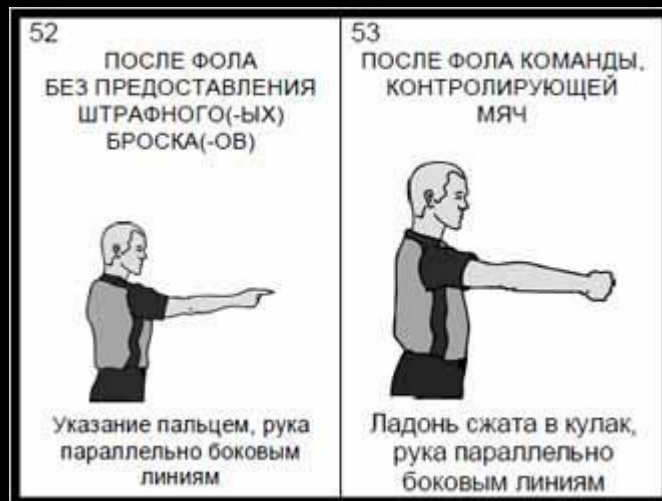 52
ПОСЛЕ ФОЛА
БЕЗ ПРЕДОСТАВЛЕНИЯ
ШТРАФНОГО(-ЫХ)
БРОСКА(-ОВ)
Указание пальцем, рука
параллельно боковым
линиям
53
ПОСЛЕ ФОЛА КОМАНДЫ,
КОНТРОЛИРУЮЩЕЙ
МЯЧ
Ладонь сжата в кулак,
рука параллельно
боковым линиям